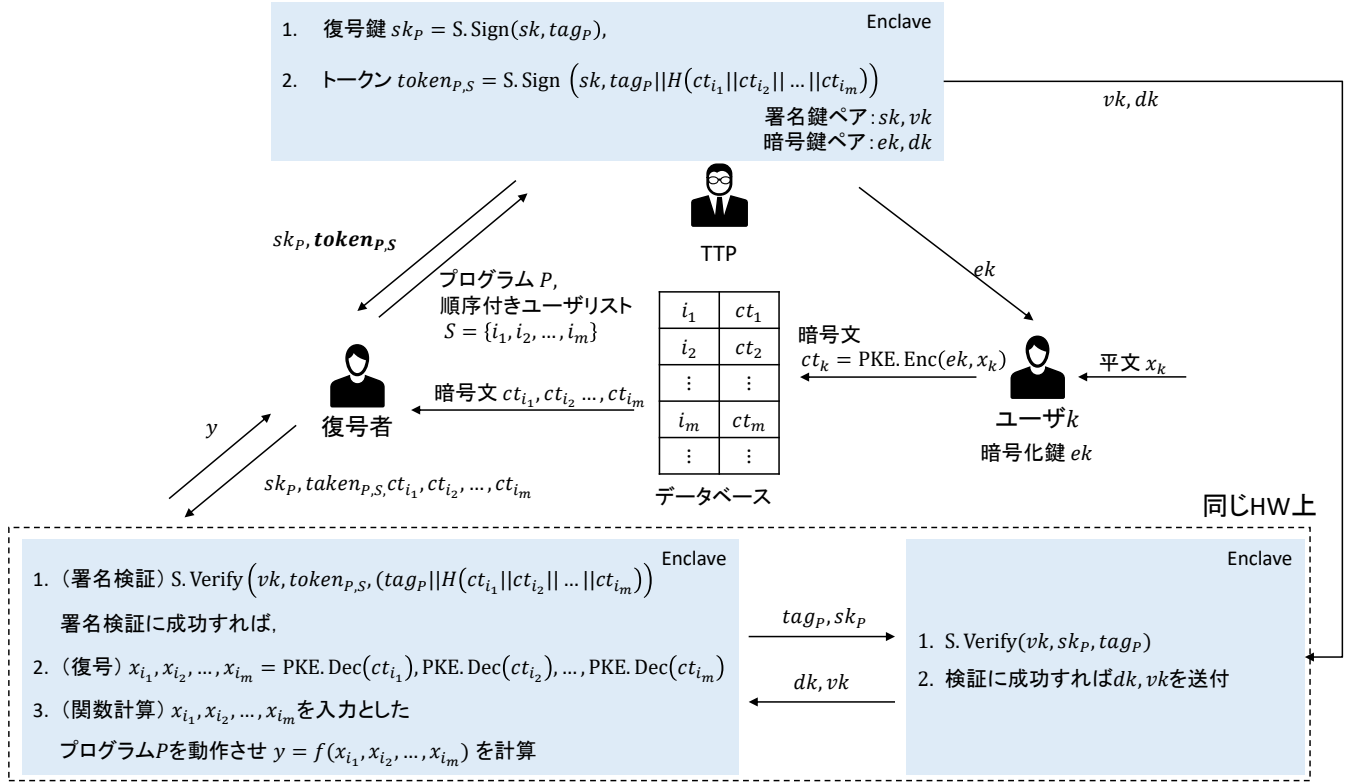 Enclave
1. 復号鍵 sk_P = S.Sign(sk, tag_P),
2. トークン token_{P,S} = S.Sign (sk, tag_P||H(ct_{i_1}||ct_{i_2}|| … ||ct_{i_m}))
署名鍵ペア: sk, vk
暗号鍵ペア: ek, dk
vk, dk
TTP
sk_P, token_{P,S}
プログラム P,
順序付きユーザリスト
S = {i_1, i_2, … , i_m}
ek
i_1 ct_1
i_2 ct_2
⋮ ⋮
i_m ct_m
⋮ ⋮
データベース
暗号文
ct_k = PKE.Enc(ek, x_k)
平文 x_k
ユーザk
暗号化鍵 ek
暗号文 ct_{i_1}, ct_{i_2} … , ct_{i_m}
復号者
y
sk_P, taken_{P,S,}ct_{i_1}, ct_{i_2}, … , ct_{i_m}
同じHW上
Enclave
1. (署名検証) S.Verify (vk, token_{P,S}, (tag_P||H(ct_{i_1}||ct_{i_2}|| … ||ct_{i_m}))
署名検証に成功すれば,
2. (復号) x_{i_1}, x_{i_2}, … , x_{i_m} = PKE.Dec(ct_{i_1}), PKE.Dec(ct_{i_2}), … , PKE.Dec(ct_{i_m})
3. (関数計算) x_{i_1}, x_{i_2}, … , x_{i_m}を入力とした
プログラムPを動作させ y = f(x_{i_1}, x_{i_2}, … , x_{i_m}) を計算
tag_P, sk_P
dk, vk
Enclave
1. S.Verify(vk, sk_P, tag_P)
2. 検証に成功すればdk, vkを送付